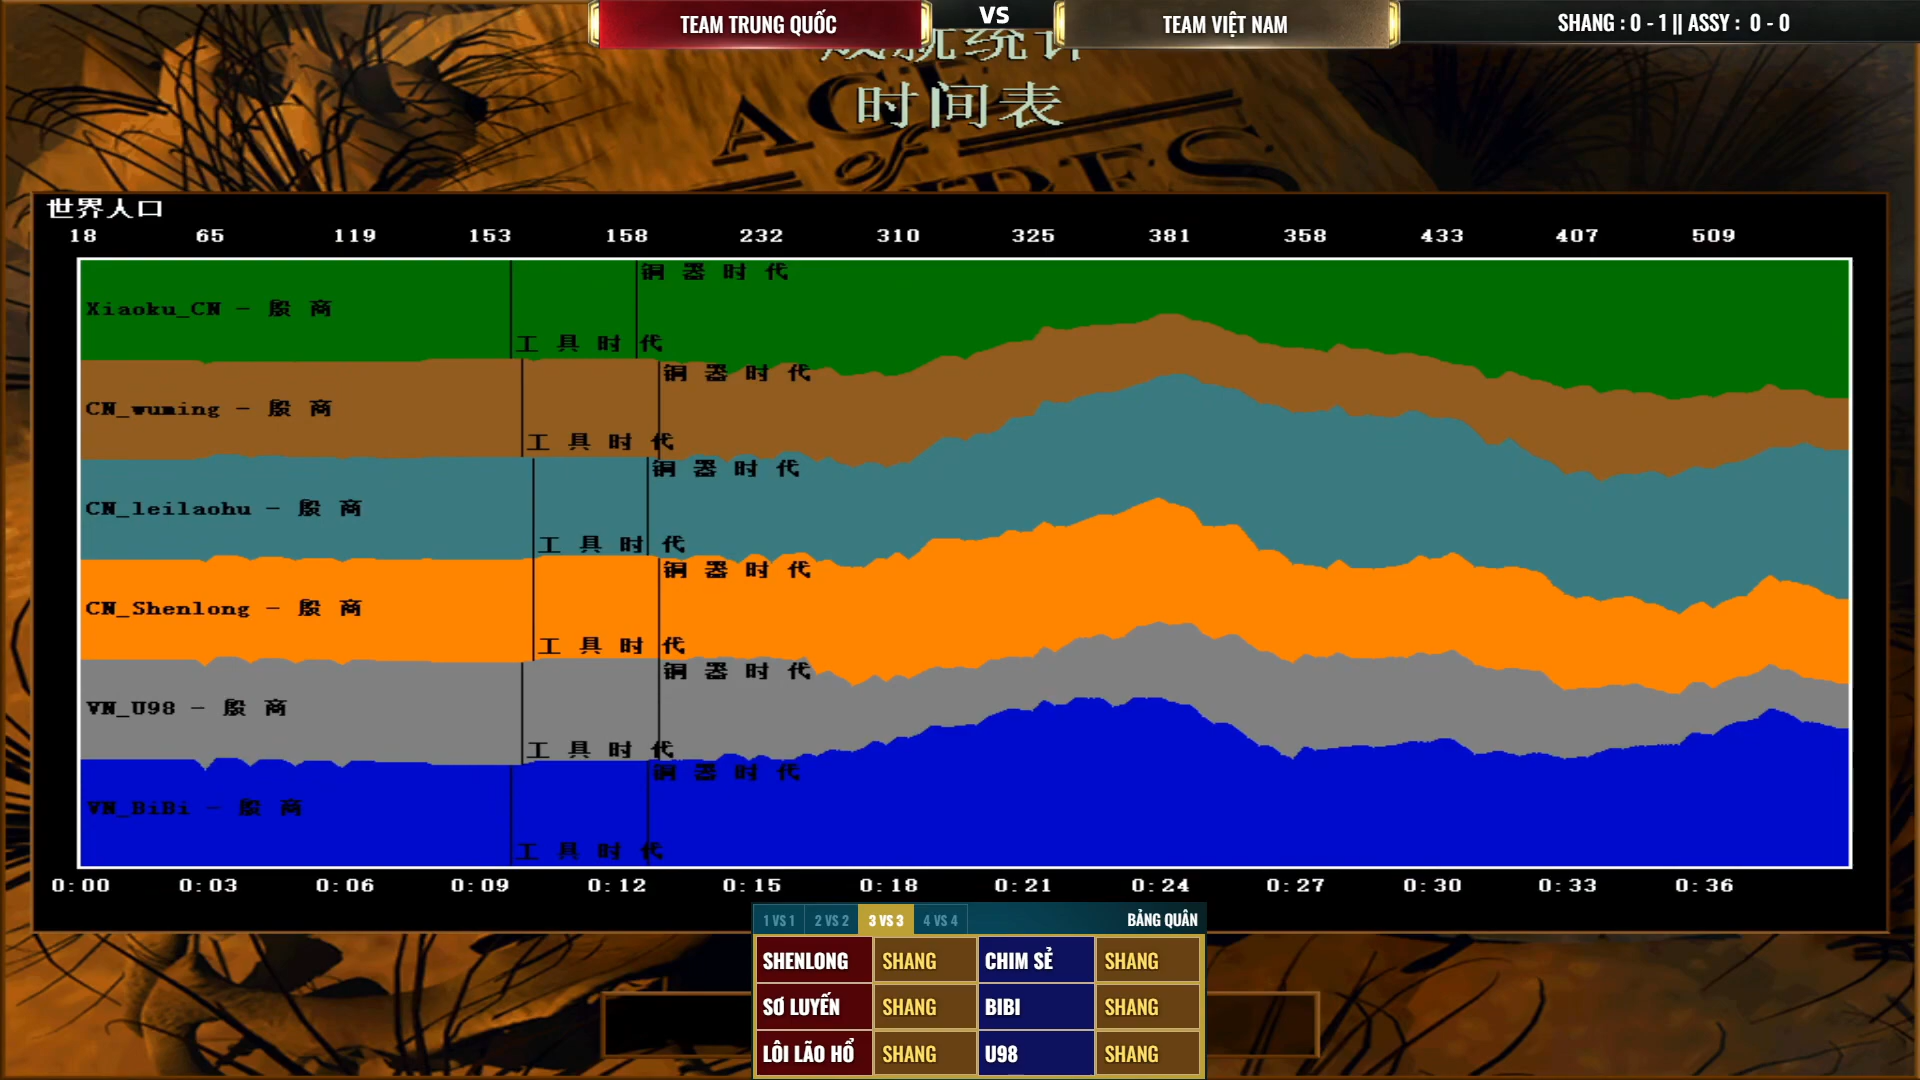 TEAM TRUNG QUỐC
VS
TEAM VIỆT NAM
SHANG : 0 - 1 || ASSY : 0 - 0
成就统计
时间表
AGE
of
EMPIRES
世界人口
18 65 119 153 158 232 310 325 381 358 433 407 509
铜器时代
Xiaoku_CN - 殷商
工具时代
铜器时代
CN_wuming - 殷商
工具时代
铜器时代
CN_leilaohu - 殷商
工具时代
铜器时代
CN_Shenlong - 殷商
工具时代
铜器时代
VN_U98 - 殷商
工具时代
铜器时代
VN_BiBi - 殷商
工具时代
0:00 0:03 0:06 0:09 0:12 0:15 0:18 0:21 0:24 0:27 0:30 0:33 0:36
1 VS 1 2 VS 2 3 VS 3 4 VS 4 BẢNG QUÂN
SHENLONG SHANG CHIM SẺ SHANG
SƠ LUYẾN SHANG BIBI SHANG
LÔI LÃO HỔ SHANG U98 SHANG